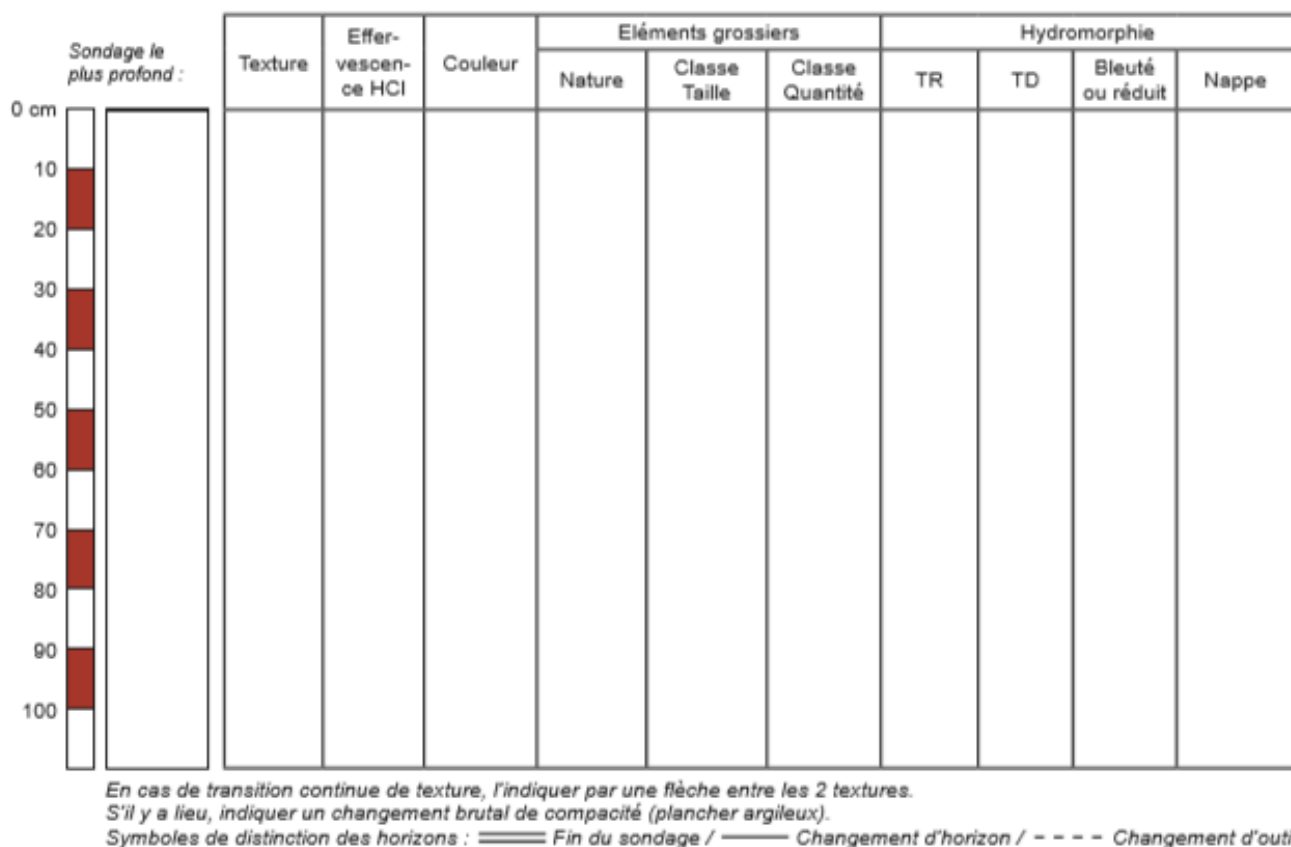 Sondage le
plus profond :
Texture
Effer-
vescen-
ce HCl
Couleur
Eléments grossiers
Nature
Classe
Taille
Classe
Quantité
Hydromorphie
TR
TD
Bleuté
ou réduit
Nappe
0 cm
10
20
30
40
50
60
70
80
90
100
En cas de transition continue de texture, l'indiquer par une flèche entre les 2 textures.
S'il y a lieu, indiquer un changement brutal de compacité (plancher argileux).
Symboles de distinction des horizons : Fin du sondage / Changement d'horizon / Changement d'outi